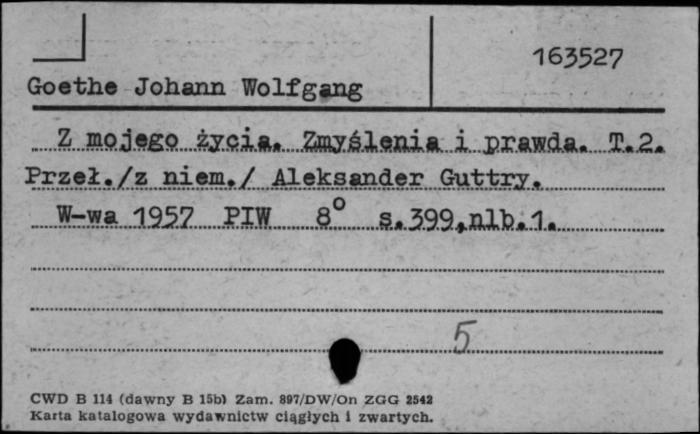 163527
Goethe Johann Wolfgang
Z mojego życia. Zmyślenia i prawda. T.2.
Przeł./z niem./ Aleksander Guttry.
W-wa 1957 PIW 8° s.399,nlb.1.
5
CWD B 114 (dawny B 15b) Zam. 897/DW/On ZGG 2542
Karta katalogowa wydawnictw ciągłych i zwartych.